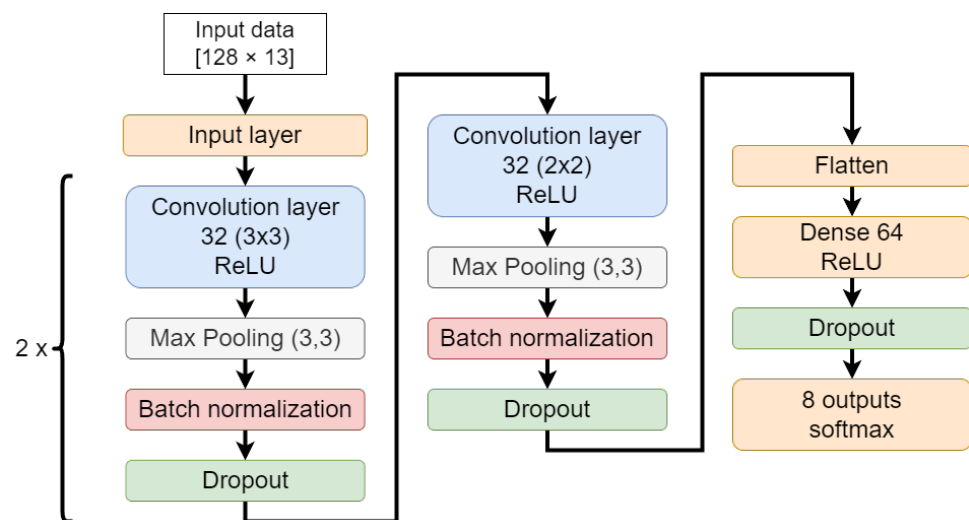 Input data
[128 × 13]
Input layer
2 x
Convolution layer
32 (3x3)
ReLU
Max Pooling (3,3)
Batch normalization
Dropout
Convolution layer
32 (2x2)
ReLU
Max Pooling (3,3)
Batch normalization
Dropout
Flatten
Dense 64
ReLU
Dropout
8 outputs
softmax